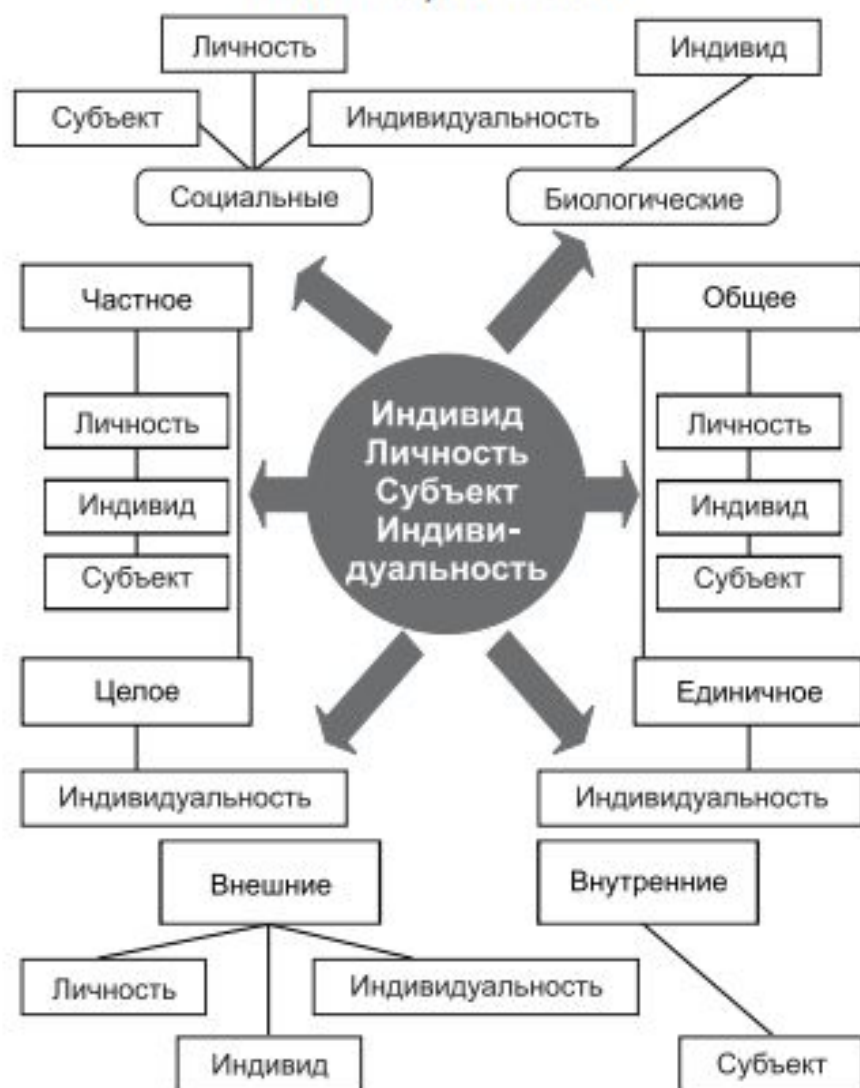 Личность
Индивид
Субъект
Индивидуальность
Социальные
Биологические
Частное
Общее
Личность
Индивид
Субъект
Индивид
Личность
Субъект
Индиви-
дуальность
Личность
Индивид
Субъект
Целое
Единичное
Индивидуальность
Индивидуальность
Внешние
Внутренние
Личность
Индивидуальность
Индивид
Субъект